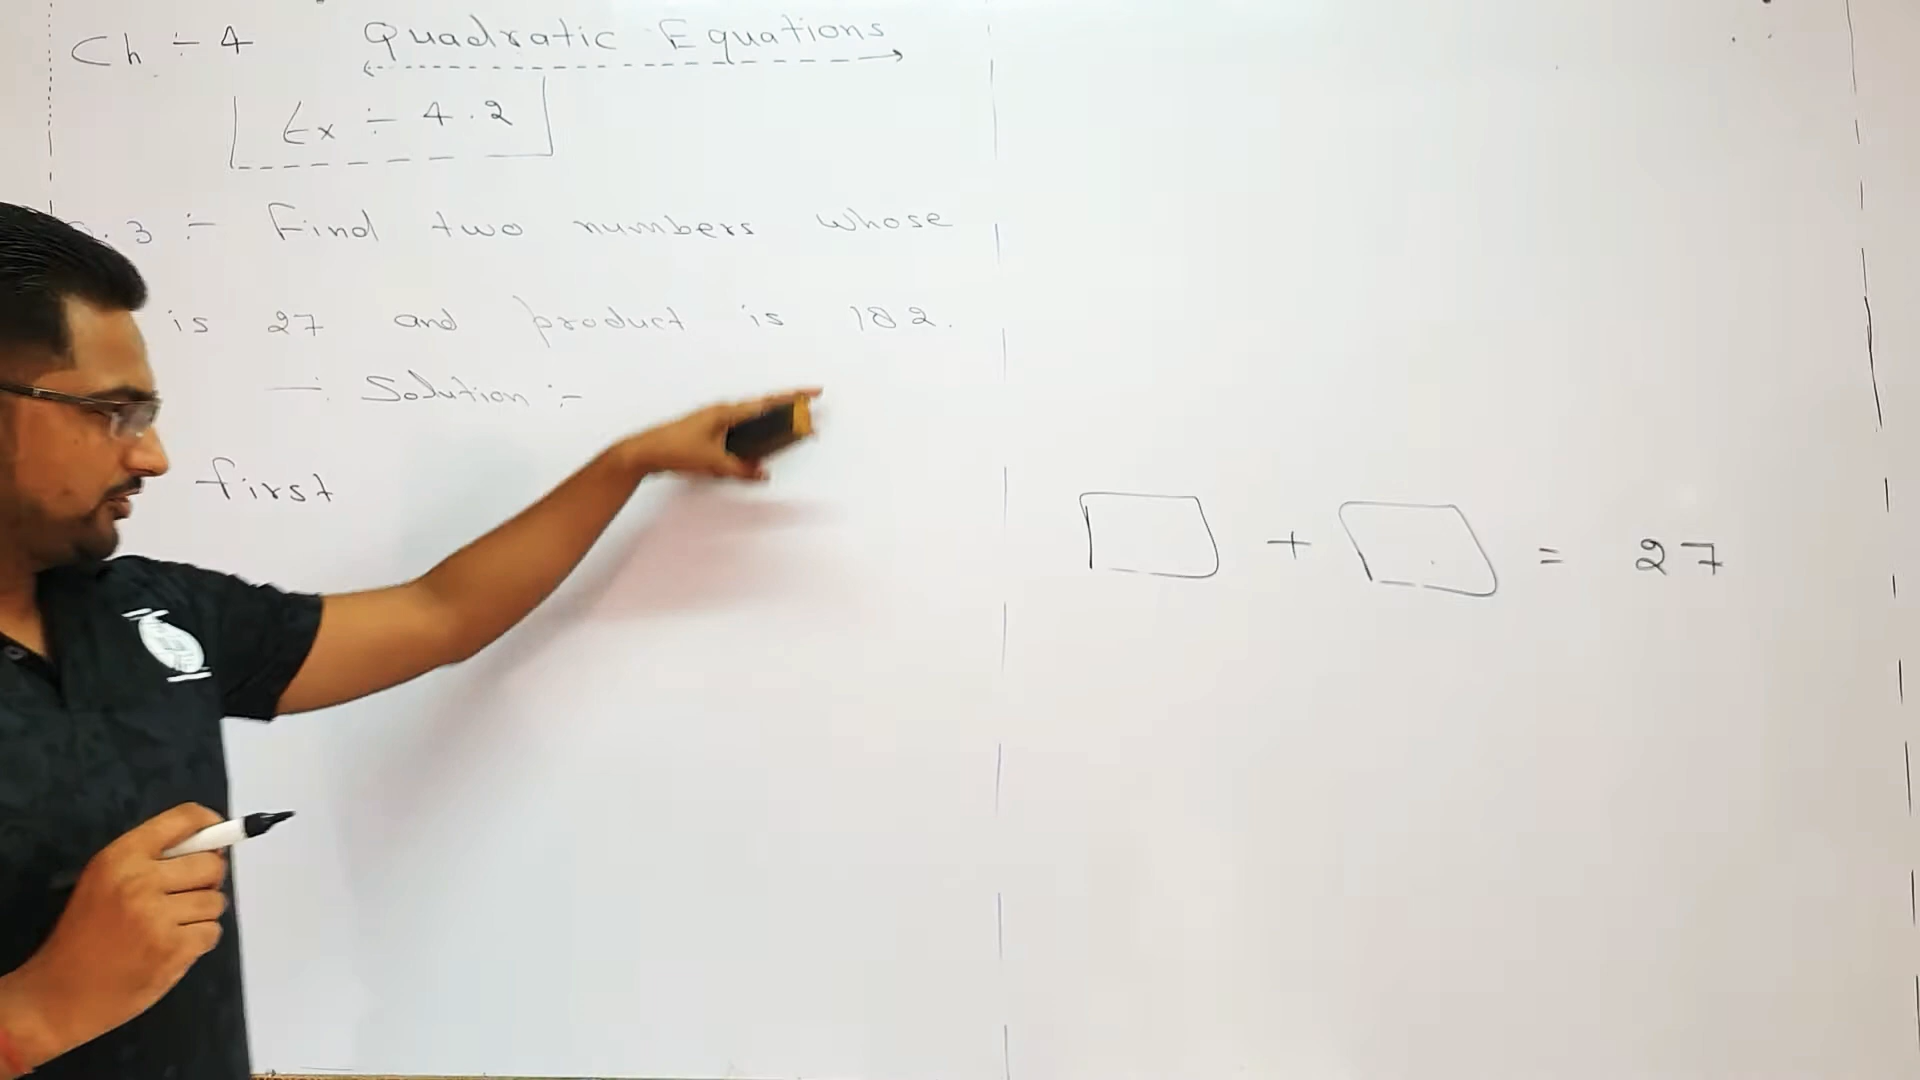 Ch ÷ 4 Quadratic Equations
Ex ÷ 4.2
3 :- Find two numbers whose
is 27 and product is 182.
Solution :-
first
+ = 27